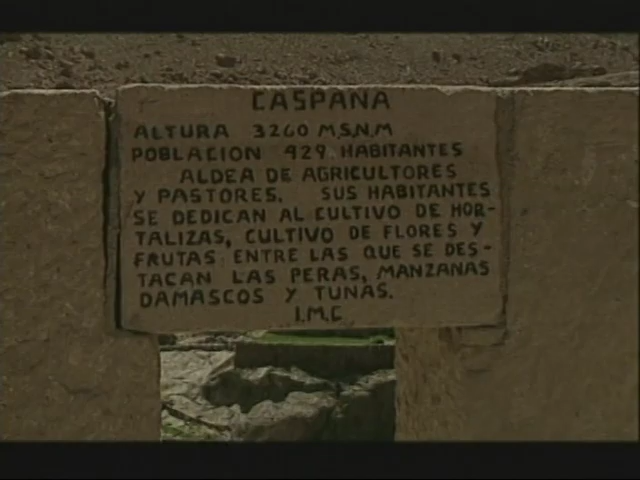 CASPANA
ALTURA 3260 M.S.N.M
POBLACION 429 HABITANTES
ALDEA DE AGRICULTORES
Y PASTORES. SUS HABITANTES
SE DEDICAN AL CULTIVO DE HOR-
TALIZAS, CULTIVO DE FLORES Y
FRUTAS ENTRE LAS QUE SE DES-
TACAN LAS PERAS, MANZANAS
DAMASCOS Y TUNAS.
I.M.C